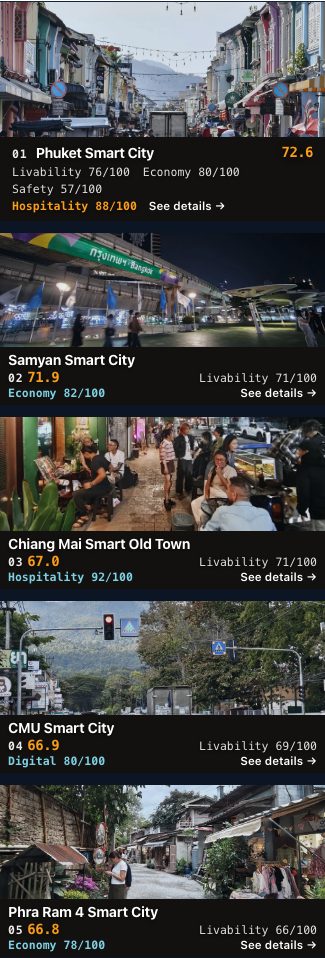 01 Phuket Smart City 72.6
Livability 76/100 Economy 80/100
Safety 57/100
Hospitality 88/100 See details →
กรุงเทพฯ Bangkok
Samyan Smart City
02 71.9 Livability 71/100
Economy 82/100 See details →
Chiang Mai Smart Old Town
03 67.0 Livability 71/100
Hospitality 92/100 See details →
CMU Smart City
04 66.9 Livability 69/100
Digital 80/100 See details →
Phra Ram 4 Smart City
05 66.8 Livability 66/100
Economy 78/100 See details →